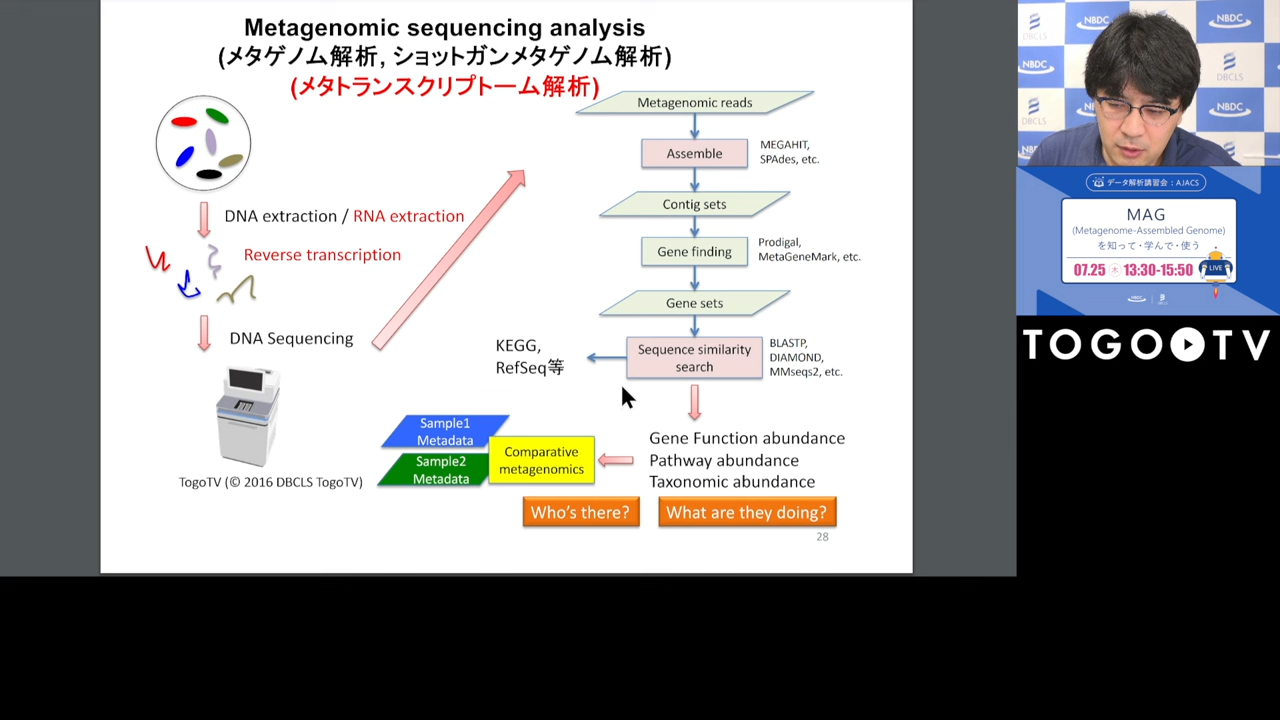 Metagenomic sequencing analysis
(メタゲノム解析, ショットガンメタゲノム解析)
(メタトランスクリプトーム解析)
DNA extraction / RNA extraction
Reverse transcription
DNA Sequencing
TogoTV (© 2016 DBCLS TogoTV)
Metagenomic reads
Assemble
MEGAHIT,
SPAdes, etc.
Contig sets
Gene finding
Prodigal,
MetaGeneMark, etc.
Gene sets
Sequence similarity
search
BLASTP,
DIAMOND,
MMseqs2, etc.
KEGG,
RefSeq等
Gene Function abundance
Pathway abundance
Taxonomic abundance
Comparative
metagenomics
Sample1
Metadata
Sample2
Metadata
Who's there?
What are they doing?
28
DBCLS
NBDC
NBDC
DBCLS
DBCLS
NBDC
NBDC
データ解析講習会:AJACS
MAG
(Metagenome-Assembled Genome)
を知って・学んで・使う
07.25 木 13:30-15:50
LIVE
TOGO TV